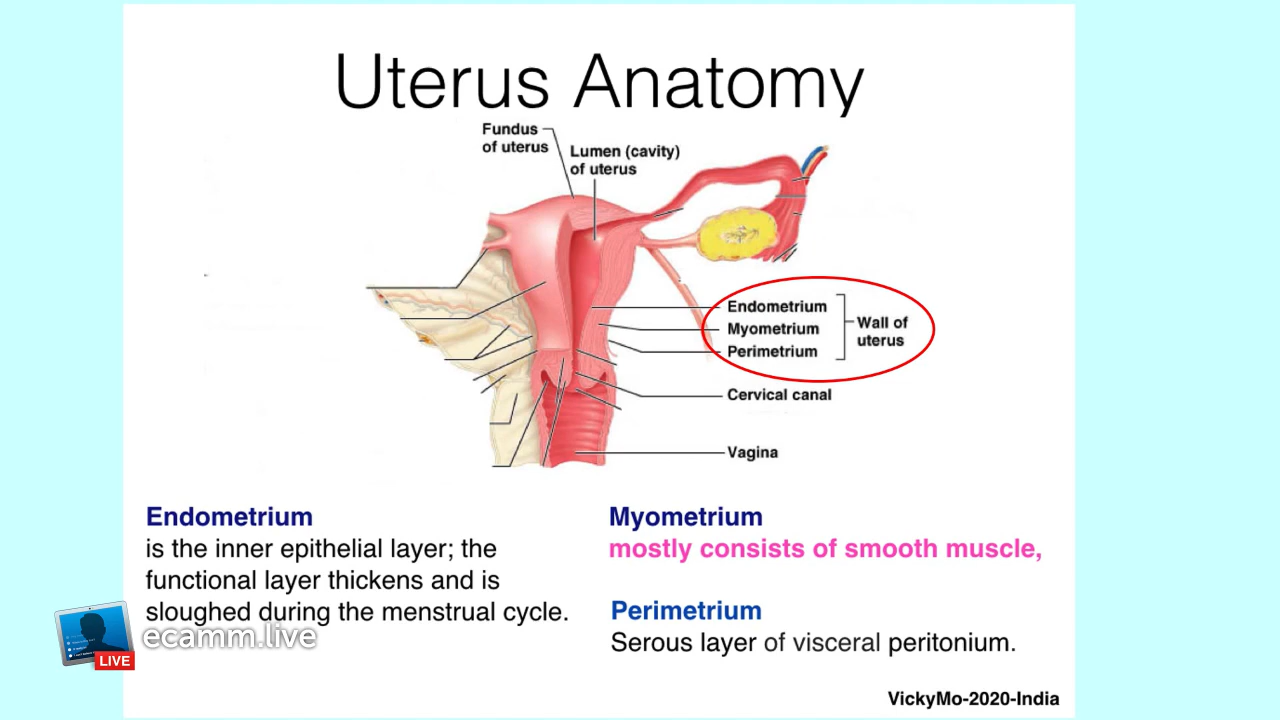 Uterus Anatomy
Fundus
of uterus
Lumen (cavity)
of uterus
Endometrium
Myometrium
Perimetrium
Wall of
uterus
Cervical canal
Vagina
Endometrium
is the inner epithelial layer; the
functional layer thickens and is
sloughed during the menstrual cycle.
Myometrium
mostly consists of smooth muscle,
Perimetrium
Serous layer of visceral peritonium.
ecamm.live
LIVE
VickyMo-2020-India